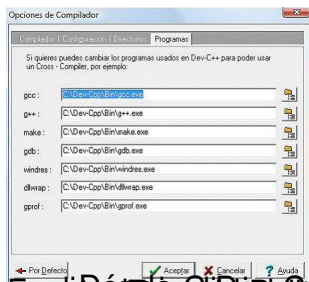 Opciones de Compilador
Compilador Configuracion Directorios Programas
Si quieres puedes cambiar los programas usados en Dev-C++ para poder usar
un Cross - Compiler, por ejemplo:
gcc : C:\Dev-Cpp\Bin\gcc.exe
g++ : C:\Dev-Cpp\Bin\g++.exe
make : C:\Dev-Cpp\Bin\make.exe
gdb : C:\Dev-Cpp\Bin\gdb.exe
windres : C:\Dev-Cpp\Bin\windres.exe
dllwrap : C:\Dev-Cpp\Bin\dllwrap.exe
gprof : C:\Dev-Cpp\Bin\gprof.exe
Por Defecto Aceptar Cancelar Ayuda